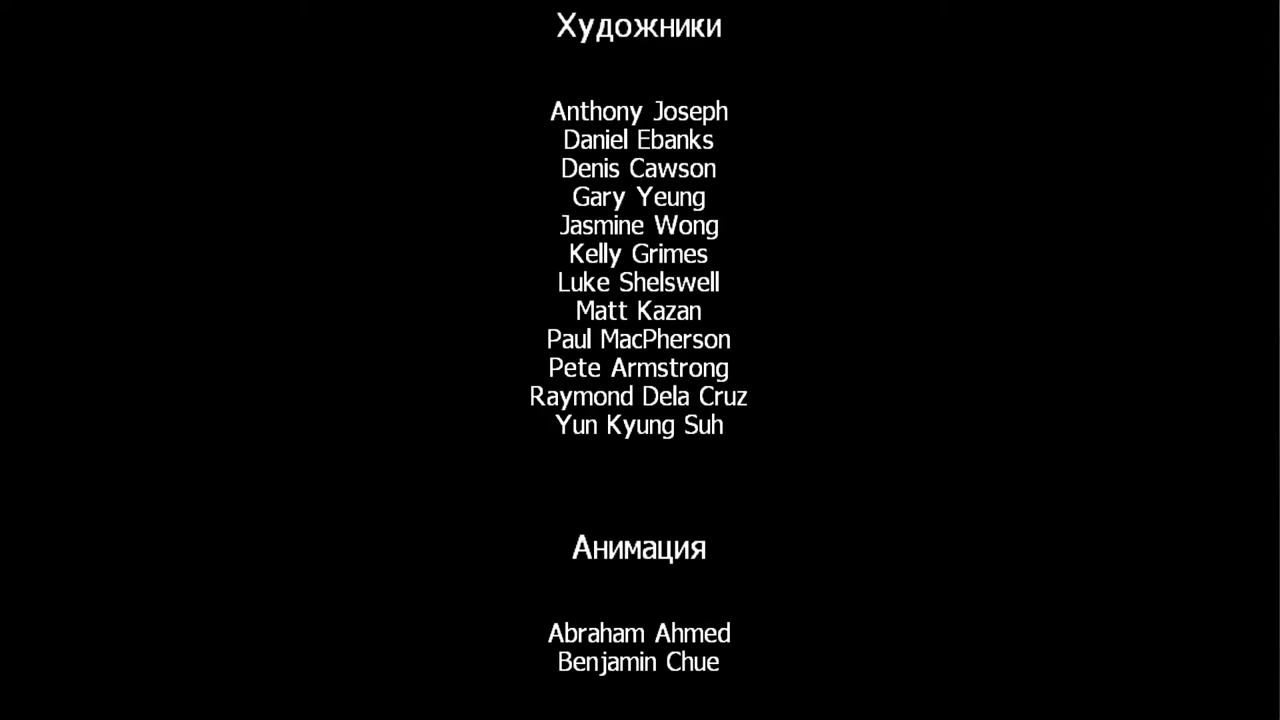 Художники
Anthony Joseph
Daniel Ebanks
Denis Cawson
Gary Yeung
Jasmine Wong
Kelly Grimes
Luke Shelswell
Matt Kazan
Paul MacPherson
Pete Armstrong
Raymond Dela Cruz
Yun Kyung Suh
Анимация
Abraham Ahmed
Benjamin Chue